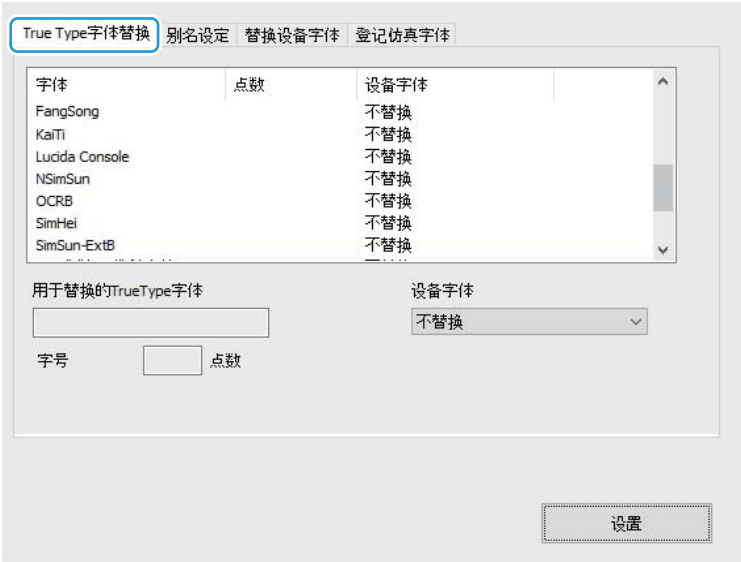 True Type字体替换 别名设定 替换设备字体 登记仿真字体
字体 点数 设备字体
FangSong 不替换
KaiTi 不替换
Lucida Console 不替换
NSimSun 不替换
OCRB 不替换
SimHei 不替换
SimSun-ExtB 不替换
用于替换的TrueType字体 设备字体
不替换
字号 点数
设置